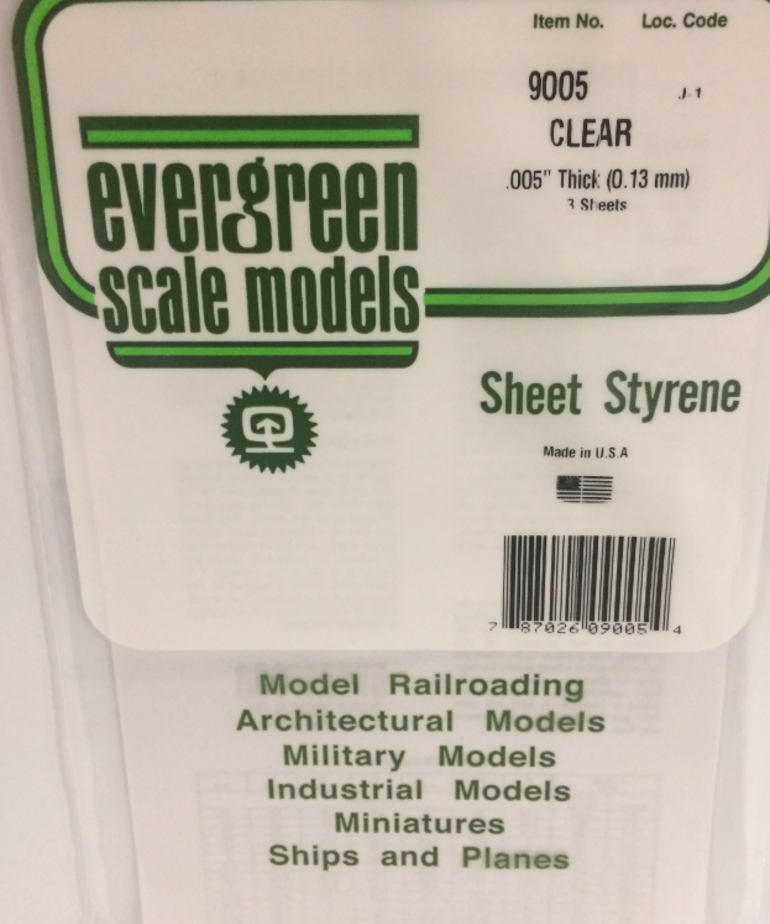 Item No. Loc. Code
9005 J-1
CLEAR
.005" Thick (0.13 mm)
3 Sheets
evergreen
scale models
Sheet Styrene
Made in U.S.A
7 87026 09005 4
Model Railroading
Architectural Models
Military Models
Industrial Models
Miniatures
Ships and Planes